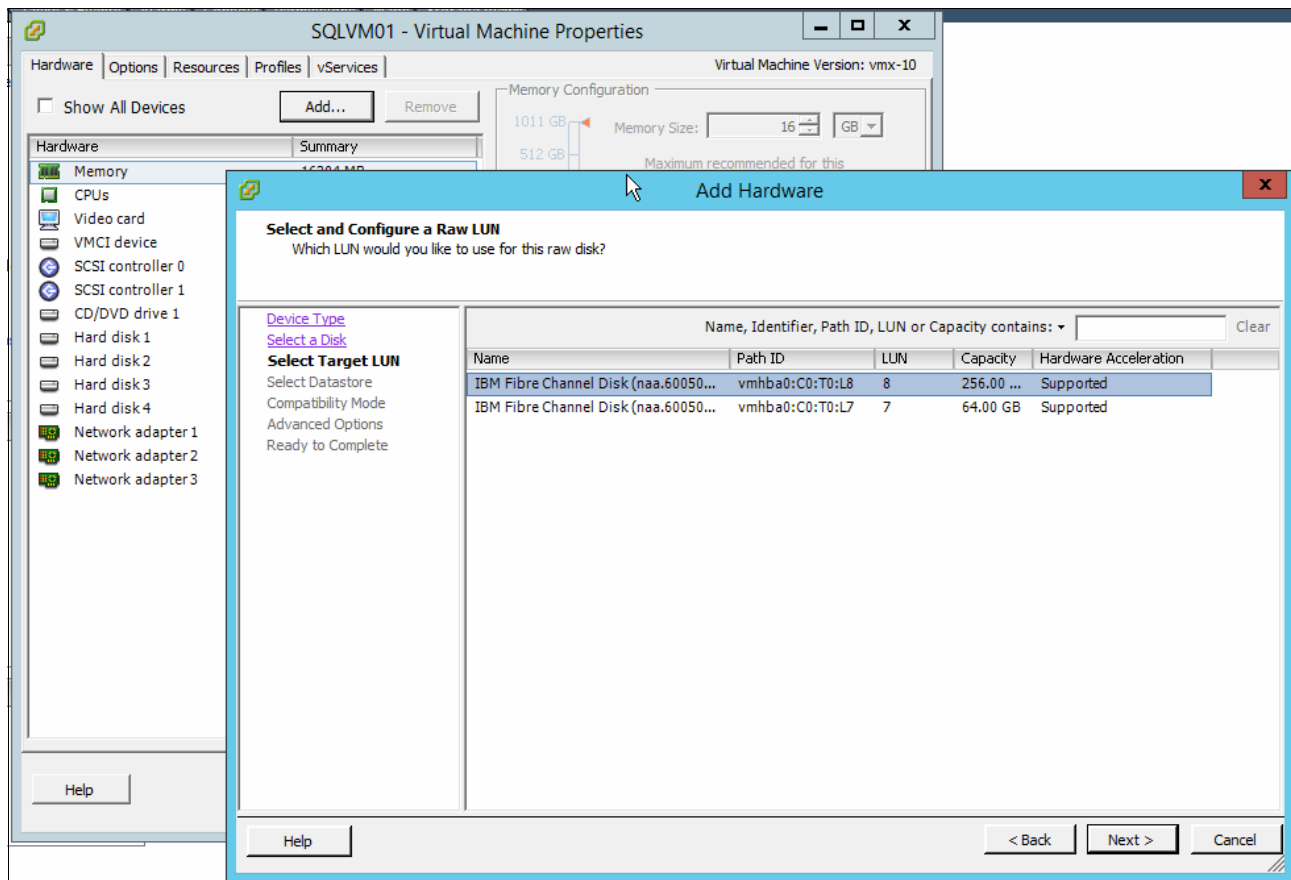 SQLVM01 - Virtual Machine Properties
Hardware Options Resources Profiles vServices Virtual Machine Version: vmx-10
Show All Devices Add... Remove
Memory Configuration
1011 GB Memory Size: 16 GB
512 GB Maximum recommended for this
Hardware Summary
Memory 16384 MB
CPUs
Video card
VMCI device
SCSI controller 0
SCSI controller 1
CD/DVD drive 1
Hard disk 1
Hard disk 2
Hard disk 3
Hard disk 4
Network adapter 1
Network adapter 2
Network adapter 3
Help
Add Hardware
Select and Configure a Raw LUN
Which LUN would you like to use for this raw disk?
Device Type
Select a Disk
Select Target LUN
Select Datastore
Compatibility Mode
Advanced Options
Ready to Complete
Name, Identifier, Path ID, LUN or Capacity contains: Clear
Name Path ID LUN Capacity Hardware Acceleration
IBM Fibre Channel Disk (naa.60050... vmhba0:C0:T0:L8 8 256.00 ... Supported
IBM Fibre Channel Disk (naa.60050... vmhba0:C0:T0:L7 7 64.00 GB Supported
Help < Back Next > Cancel